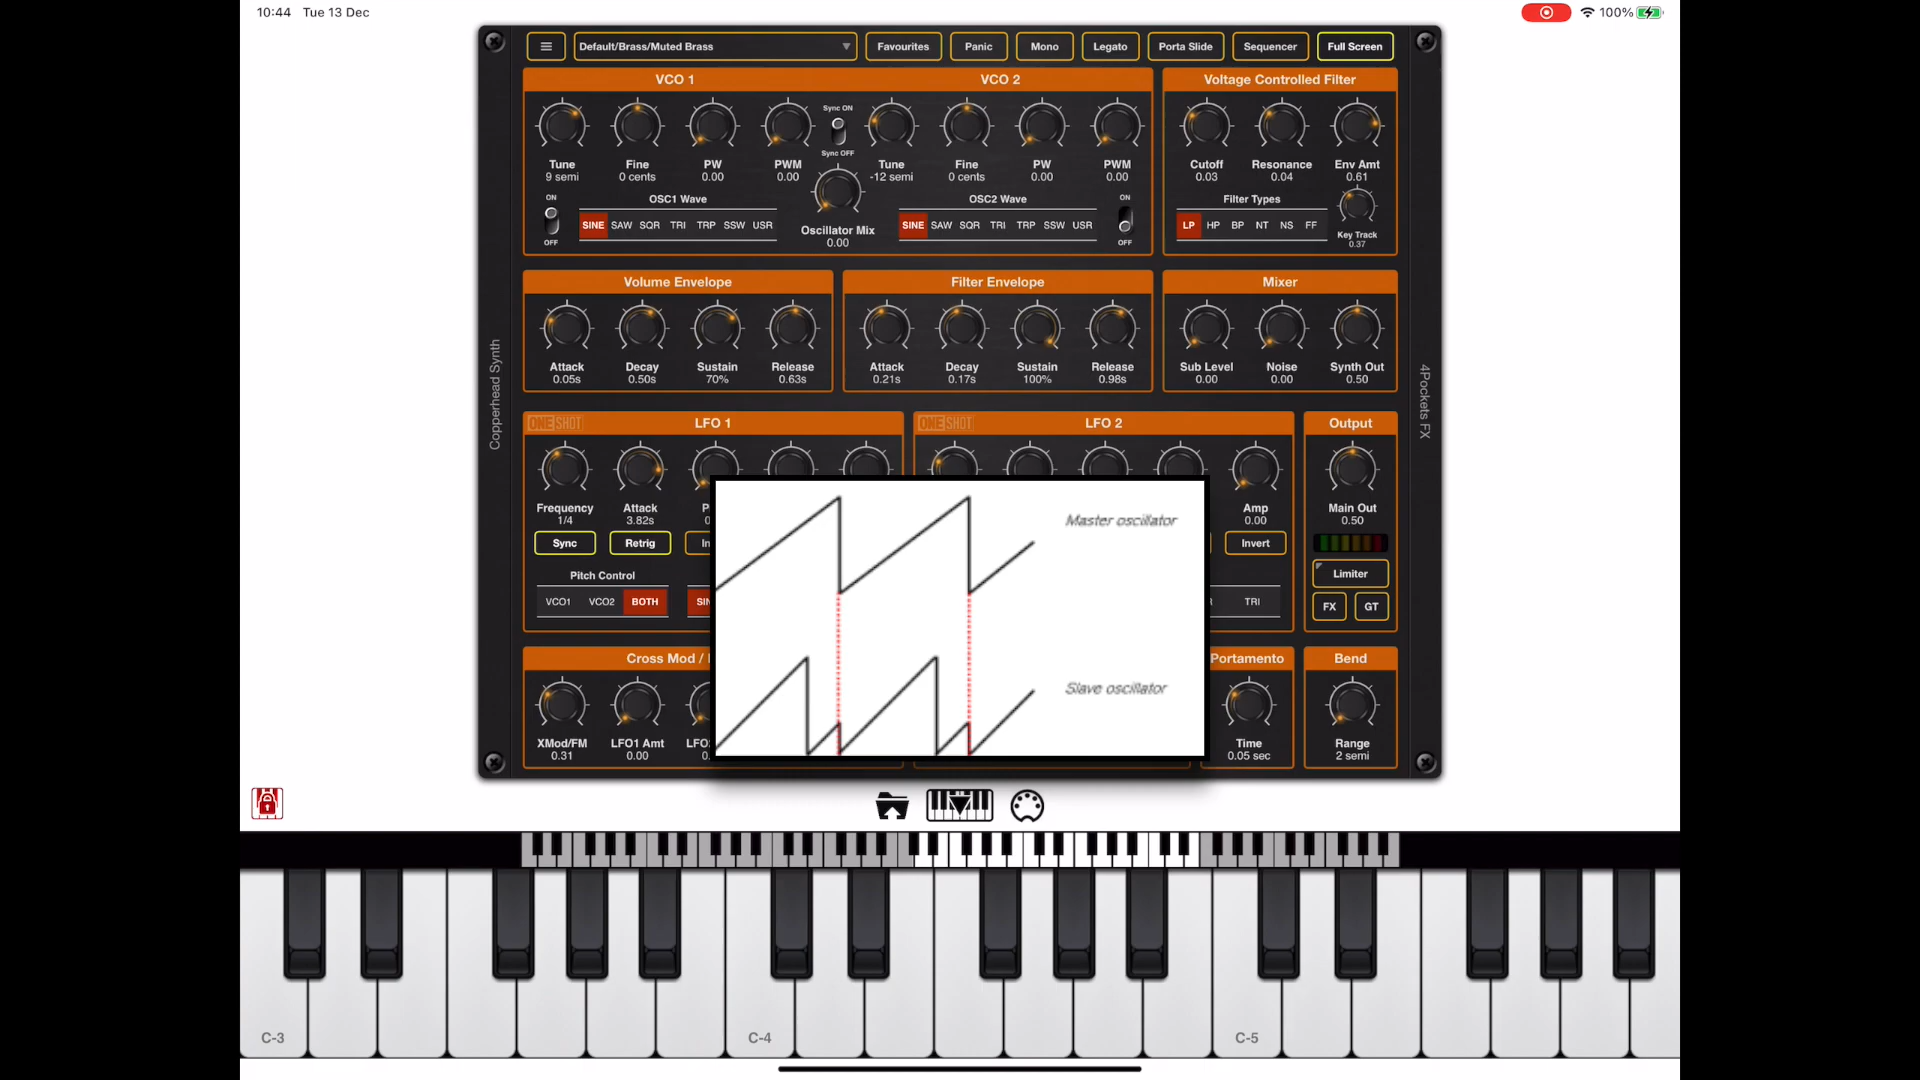 10:44 Tue 13 Dec
100%
Default/Brass/Muted Brass
Favourites
Panic
Mono
Legato
Porta Slide
Sequencer
Full Screen
VCO 1
VCO 2
Voltage Controlled Filter
Sync ON
Sync OFF
Tune
Fine
PW
PWM
Tune
Fine
PW
PWM
Cutoff
Resonance
Env Amt
9 semi
0 cents
0.00
0.00
-12 semi
0 cents
0.00
0.00
0.03
0.04
0.61
ON
OSC1 Wave
OSC2 Wave
ON
Filter Types
SINE SAW SQR TRI TRP SSW USR
SINE SAW SQR TRI TRP SSW USR
LP HP BP NT NS FF
OFF
Oscillator Mix
0.00
OFF
Key Track
0.37
Volume Envelope
Filter Envelope
Mixer
Attack
Decay
Sustain
Release
Attack
Decay
Sustain
Release
Sub Level
Noise
Synth Out
0.05s
0.50s
70%
0.63s
0.21s
0.17s
100%
0.98s
0.00
0.00
0.50
Copperhead Synth
4Pockets FX
ONE SHOT
LFO 1
ONE SHOT
LFO 2
Output
Frequency
Attack
P
Amp
Main Out
1/4
3.82s
0
0.00
0.50
Sync
Retrig
In
Invert
Limiter
Pitch Control
VCO1 VCO2 BOTH
SIN
TRI
FX
GT
Master oscillator
Slave oscillator
Cross Mod /
Portamento
Bend
XMod/FM
LFO1 Amt
LFO
Time
Range
0.31
0.00
0.
0.05 sec
2 semi
C-3
C-4
C-5